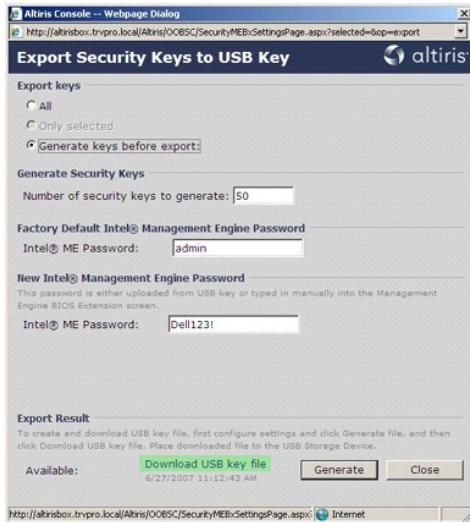 Altiris Console -- Webpage Dialog
http://altirisbox.trvpro.local/Altiris/OOBSC/SecurityMEBxSettingsPage.aspx?selected=&op=export
Export Security Keys to USB Key
altiris
Export keys
All
Only selected
Generate keys before export:
Generate Security Keys
Number of security keys to generate: 50
Factory Default Intel® Management Engine Password
Intel® ME Password: admin
New Intel® Management Engine Password
This password is either uploaded from USB key or typed in manually into the Management
Engine BIOS Extension screen.
Intel® ME Password: Dell123!
Export Result
To create and download USB key file, first configure settings and click Generate file, and then
click Download USB key file. Place downloaded file to the USB Storage Device.
Available: Download USB key file Generate Close
6/27/2007 11:12:43 AM
http://altirisbox.trvpro.local/Altiris/OOBSC/SecurityMEBxSettingsPage.aspx? Internet